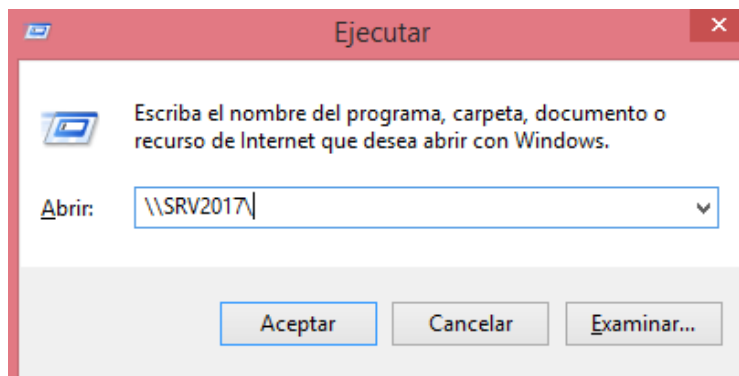 Ejecutar
Escriba el nombre del programa, carpeta, documento o
recurso de Internet que desea abrir con Windows.
Abrir: \\SRV2017\
Aceptar Cancelar Examinar...